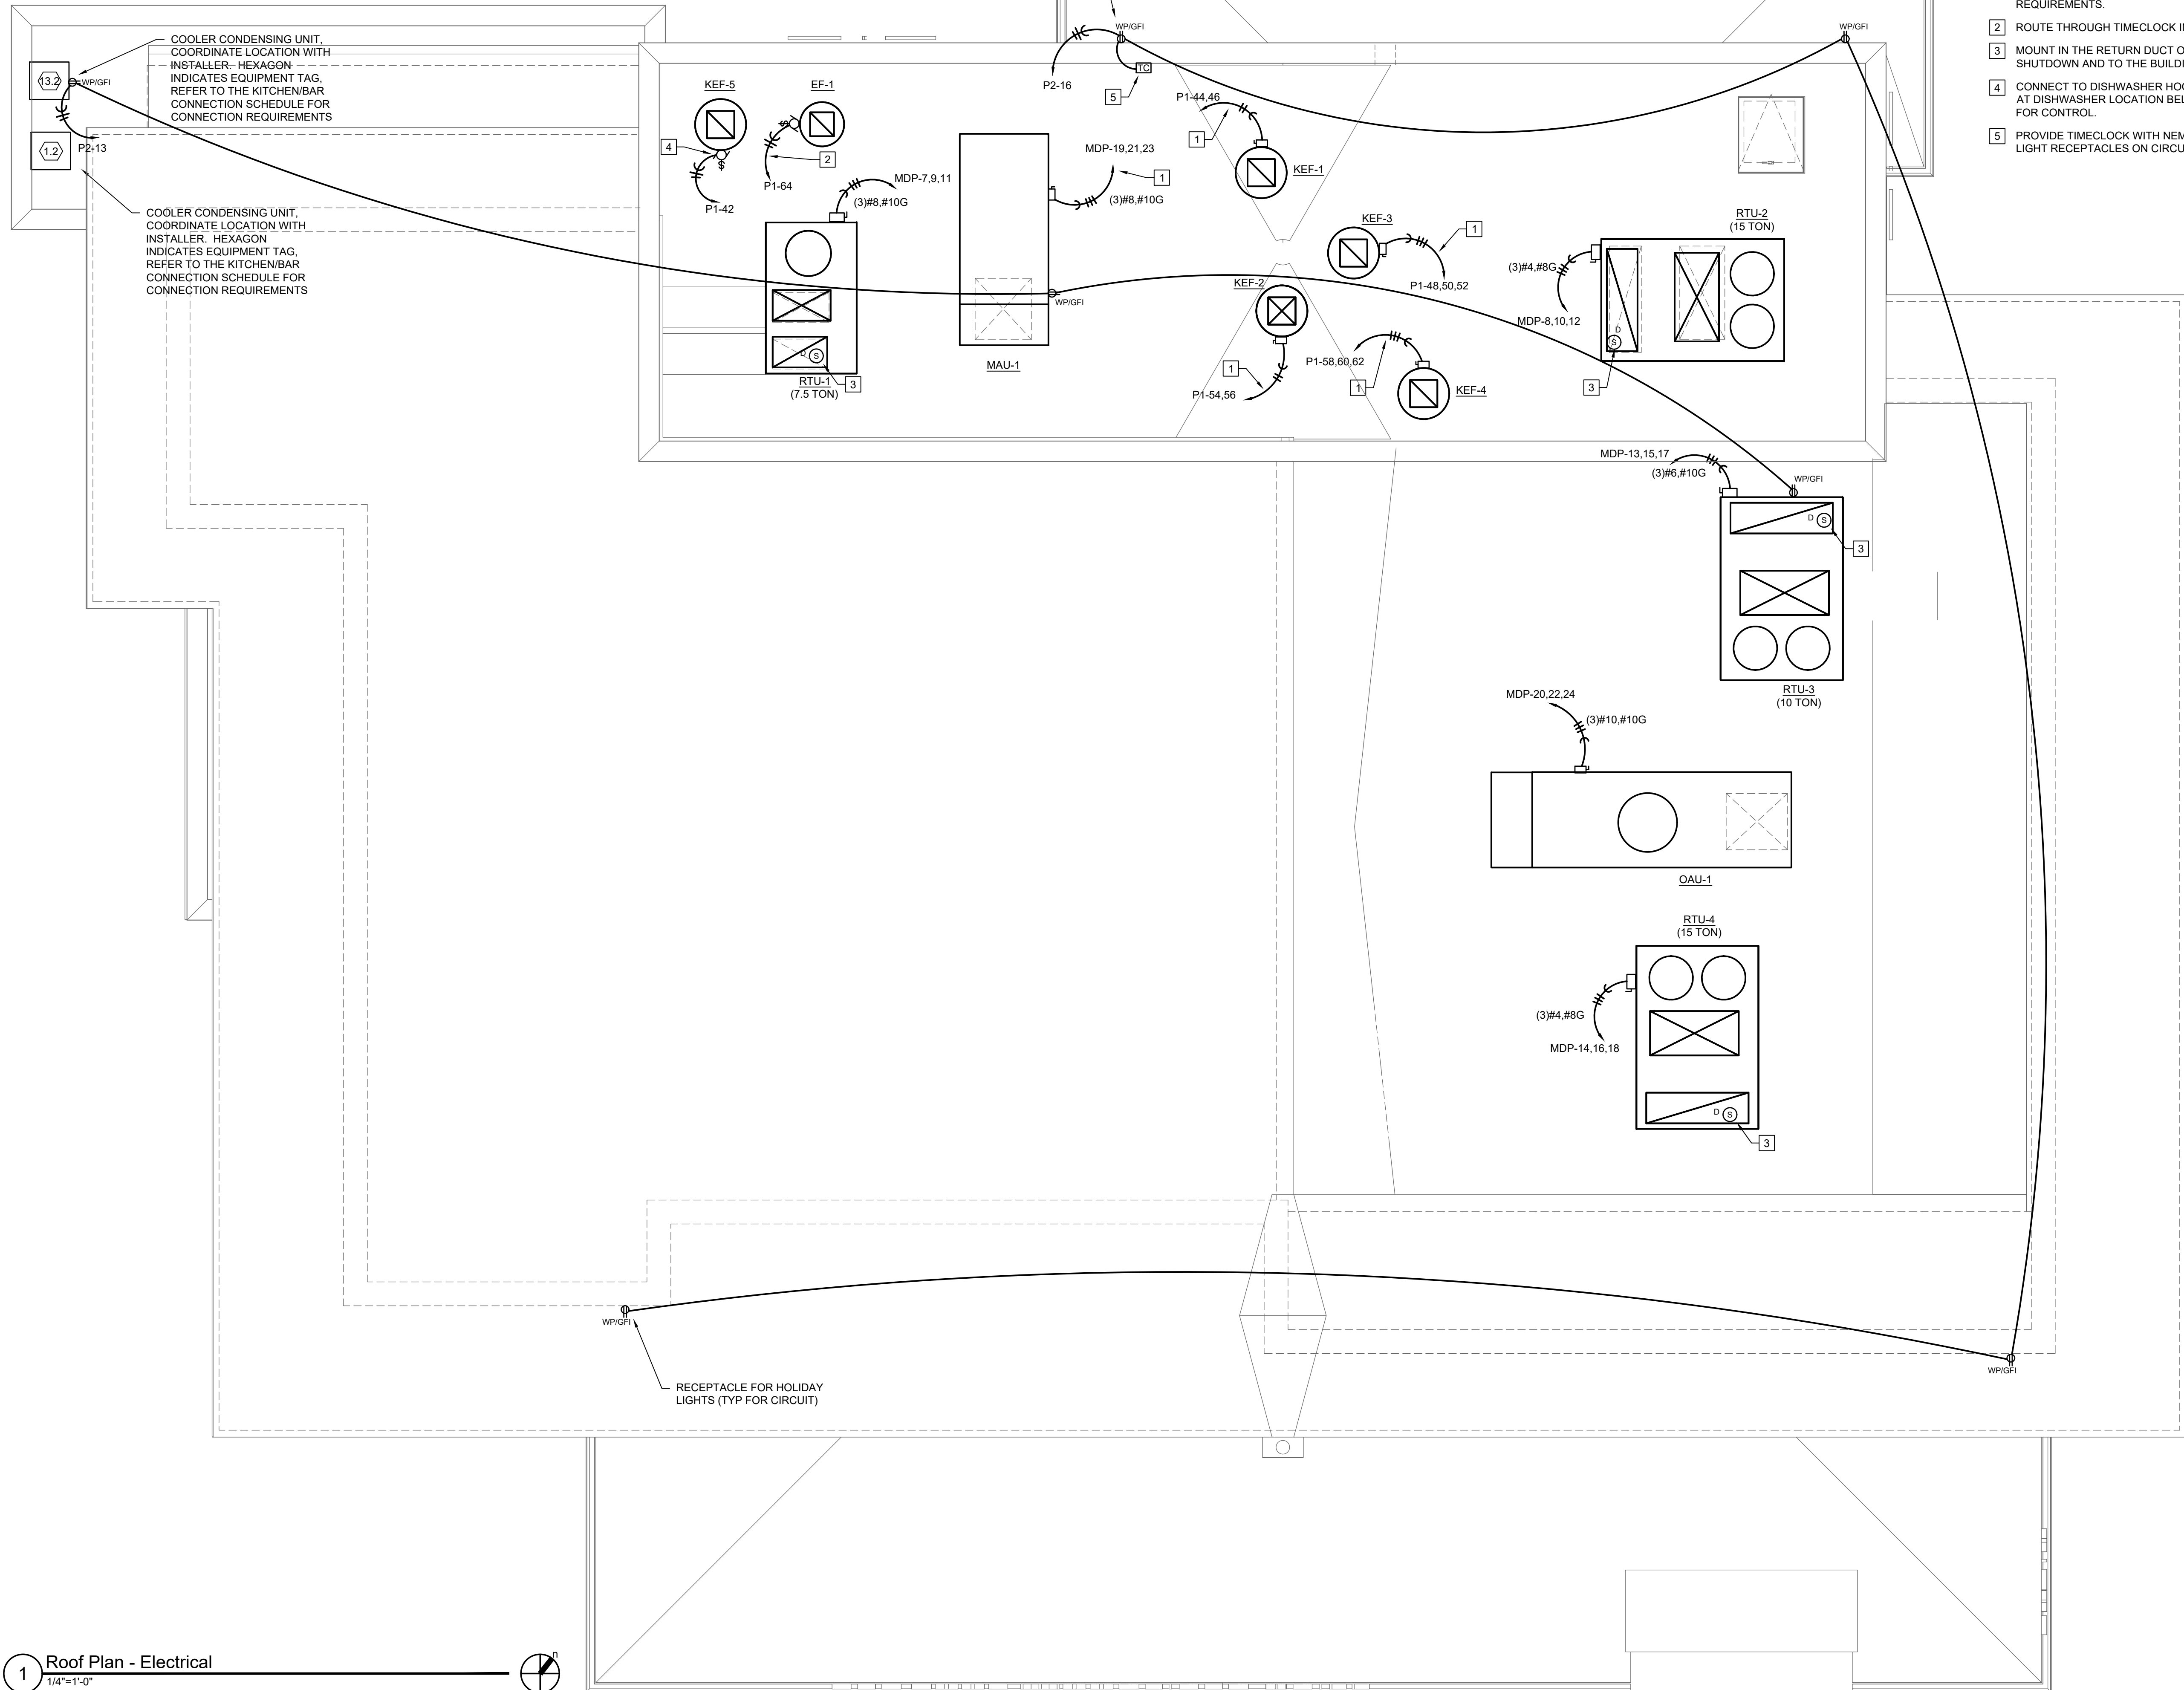 REQUIREMENTS.
2 ROUTE THROUGH TIMECLOCK
3 MOUNT IN THE RETURN DUCT
SHUTDOWN AND TO THE
4 CONNECT TO DISHWASHER
AT DISHWASHER LOCATION
FOR CONTROL.
5 PROVIDE TIMECLOCK WITH
LIGHT RECEPTACLES ON
COOLER CONDENSING UNIT,
COORDINATE LOCATION WITH
INSTALLER. HEXAGON
INDICATES EQUIPMENT TAG,
REFER TO THE KITCHEN/BAR
CONNECTION SCHEDULE FOR
CONNECTION REQUIREMENTS
13.2
WP/GFI
1.2
P2-13
COOLER CONDENSING UNIT,
COORDINATE LOCATION WITH
INSTALLER. HEXAGON
INDICATES EQUIPMENT TAG,
REFER TO THE KITCHEN/BAR
CONNECTION SCHEDULE FOR
CONNECTION REQUIREMENTS
WP/GFI
P2-16
TC
5
WP/GFI
KEF-5
4
$
P1-42
EF-1
$
2
P1-64
MDP-7,9,11
(3)#8,#10G
D S
3
RTU-1
(7.5 TON)
MDP-19,21,23
1
(3)#8,#10G
WP/GFI
MAU-1
P1-44,46
1
KEF-1
KEF-3
1
P1-48,50,52
KEF-2
1
P1-54,56
P1-58,60,62
1
KEF-4
RTU-2
(15 TON)
(3)#4,#8G
MDP-8,10,12
D
S
3
MDP-13,15,17
(3)#6,#10G
WP/GFI
D S
3
RTU-3
(10 TON)
MDP-20,22,24
(3)#10,#10G
OAU-1
RTU-4
(15 TON)
(3)#4,#8G
MDP-14,16,18
D S
3
WP/GFI
RECEPTACLE FOR HOLIDAY
LIGHTS (TYP FOR CIRCUIT)
WP/GFI
1
Roof Plan - Electrical
1/4"=1'-0"
n